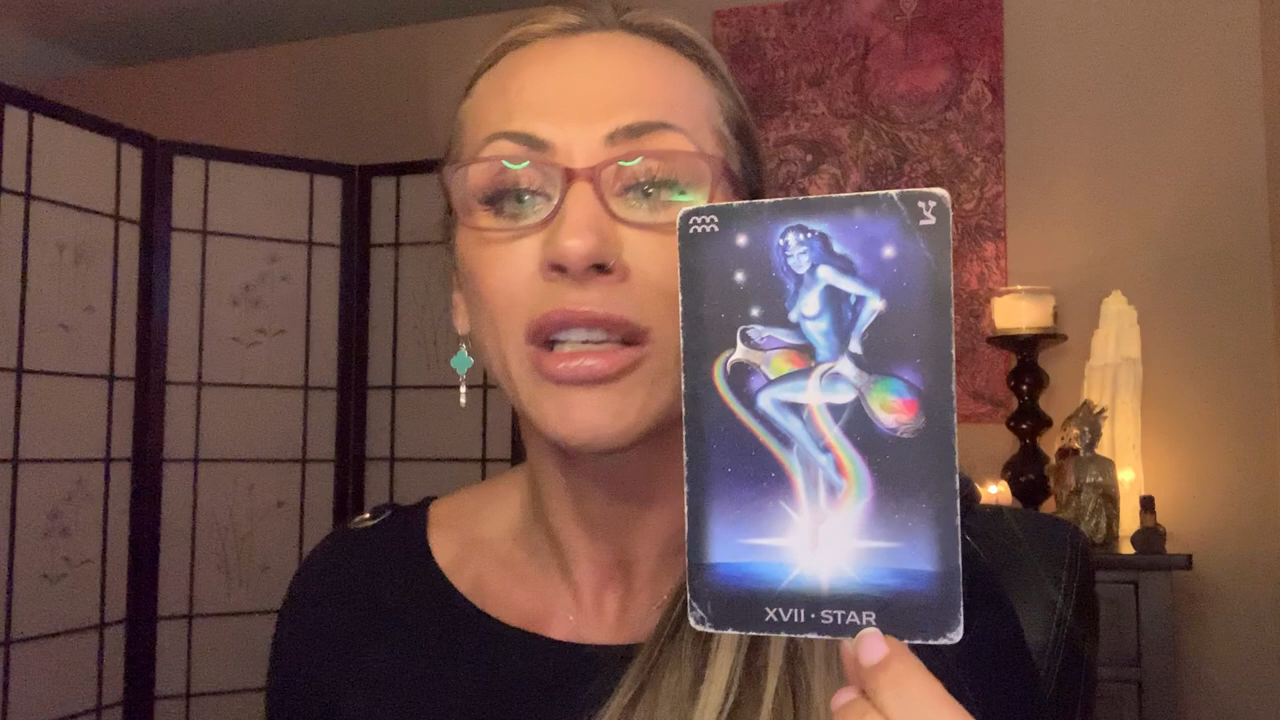 ♒ צ
XVII · STAR